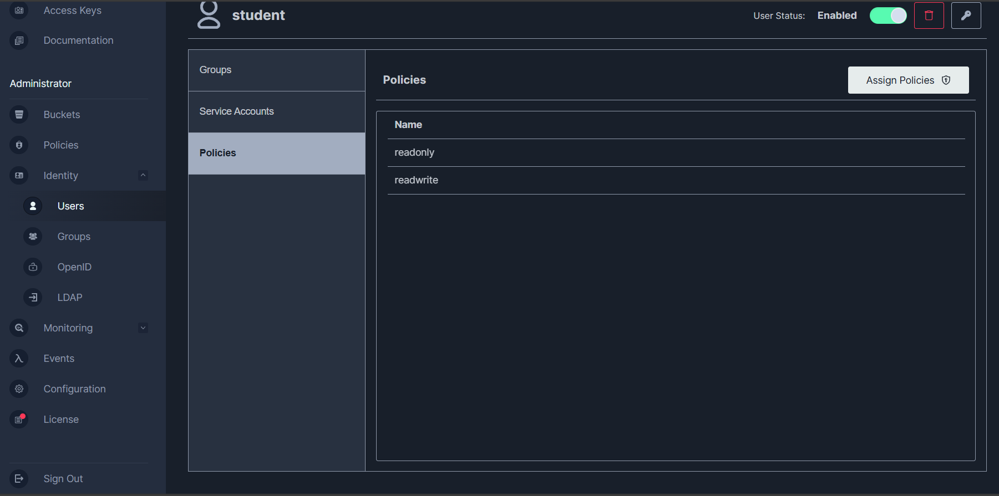 Access Keys
Documentation
Administrator
Buckets
Policies
Identity
Users
Groups
OpenID
LDAP
Monitoring
Events
Configuration
License
Sign Out
student
User Status: Enabled
Groups
Service Accounts
Policies
Policies
Assign Policies
Name
readonly
readwrite